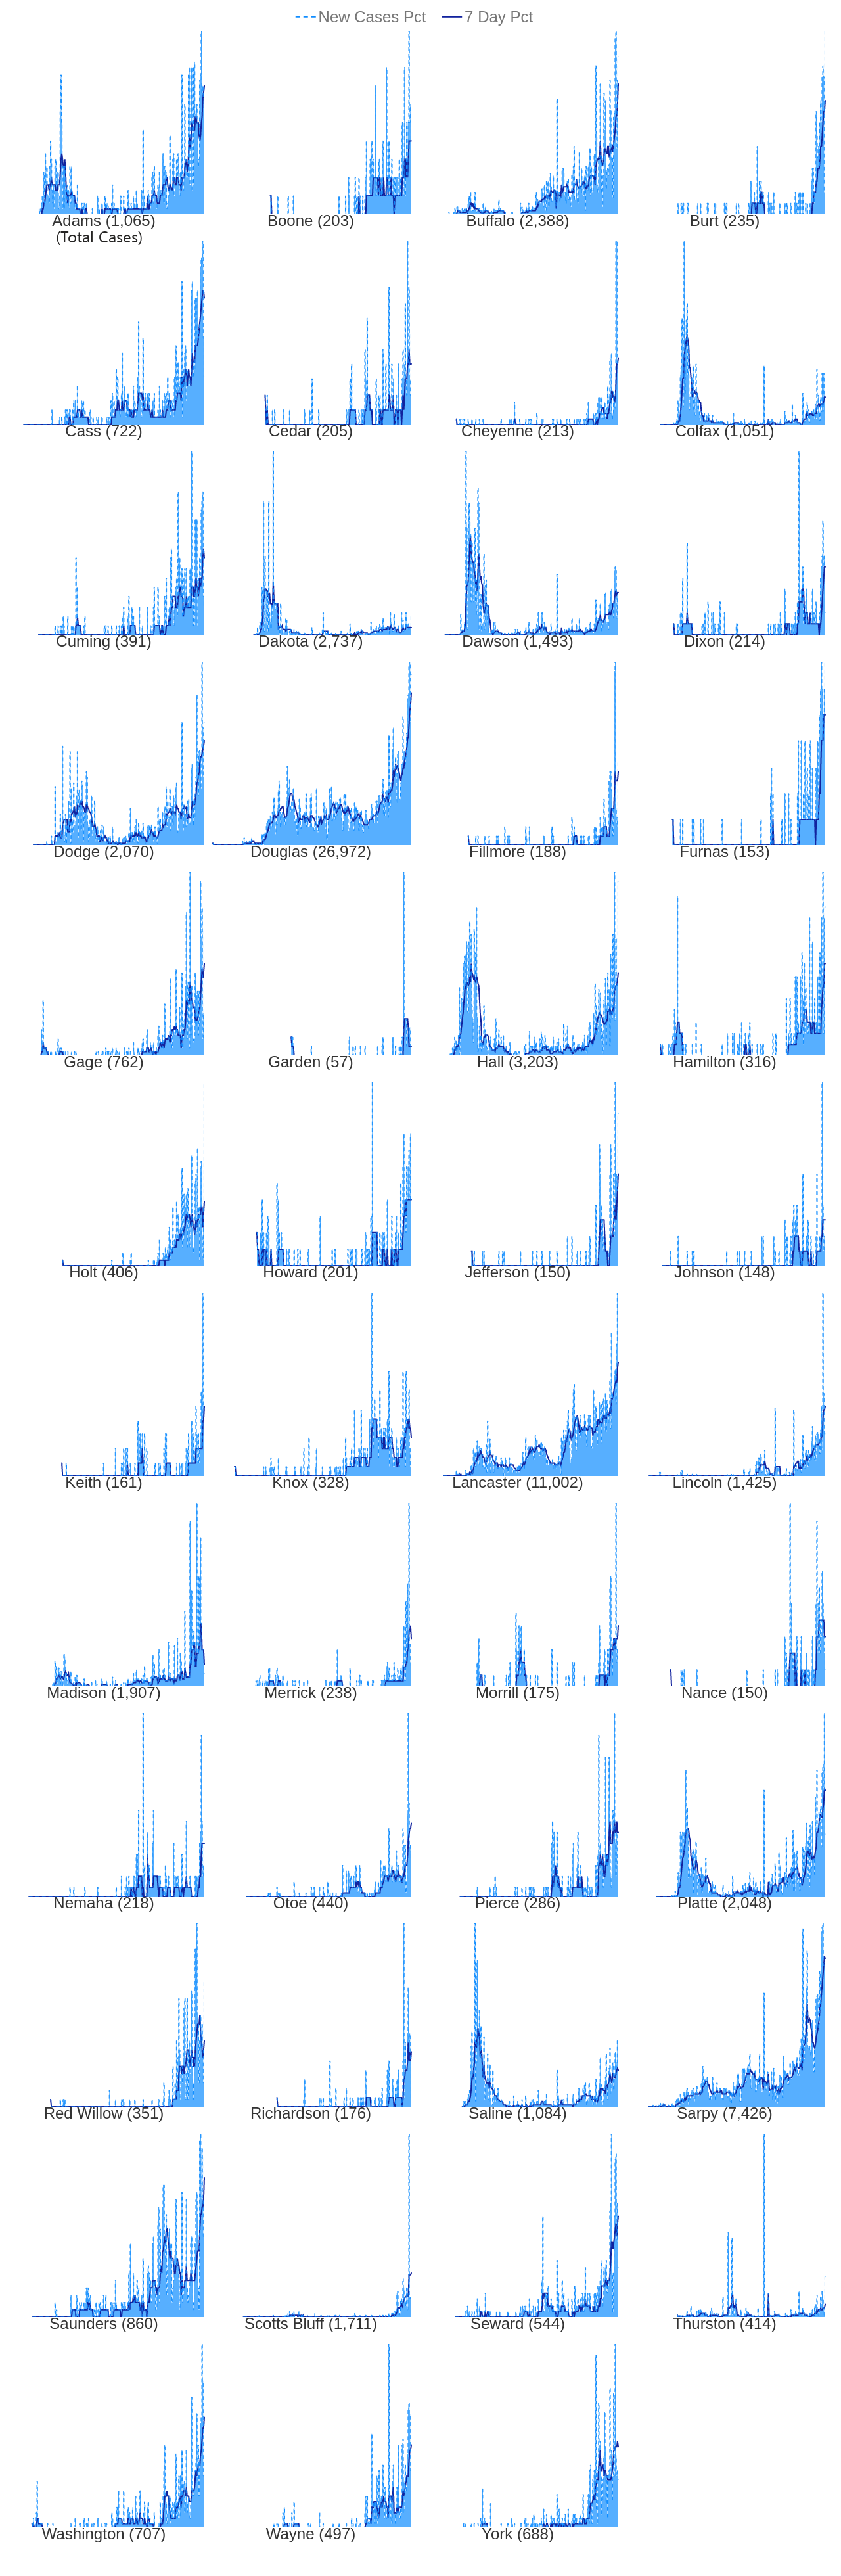 New Cases Pct 7 Day Pct
Adams (1,065) Boone (203) Buffalo (2,388) Burt (235)
(Total Cases)
Cass (722) Cedar (205) Cheyenne (213) Colfax (1,051)
Cuming (391) Dakota (2,737) Dawson (1,493) Dixon (214)
Dodge (2,070) Douglas (26,972) Fillmore (188) Furnas (153)
Gage (762) Garden (57) Hall (3,203) Hamilton (316)
Holt (406) Howard (201) Jefferson (150) Johnson (148)
Keith (161) Knox (328) Lancaster (11,002) Lincoln (1,425)
Madison (1,907) Merrick (238) Morrill (175) Nance (150)
Nemaha (218) Otoe (440) Pierce (286) Platte (2,048)
Red Willow (351) Richardson (176) Saline (1,084) Sarpy (7,426)
Saunders (860) Scotts Bluff (1,711) Seward (544) Thurston (414)
Washington (707) Wayne (497) York (688)